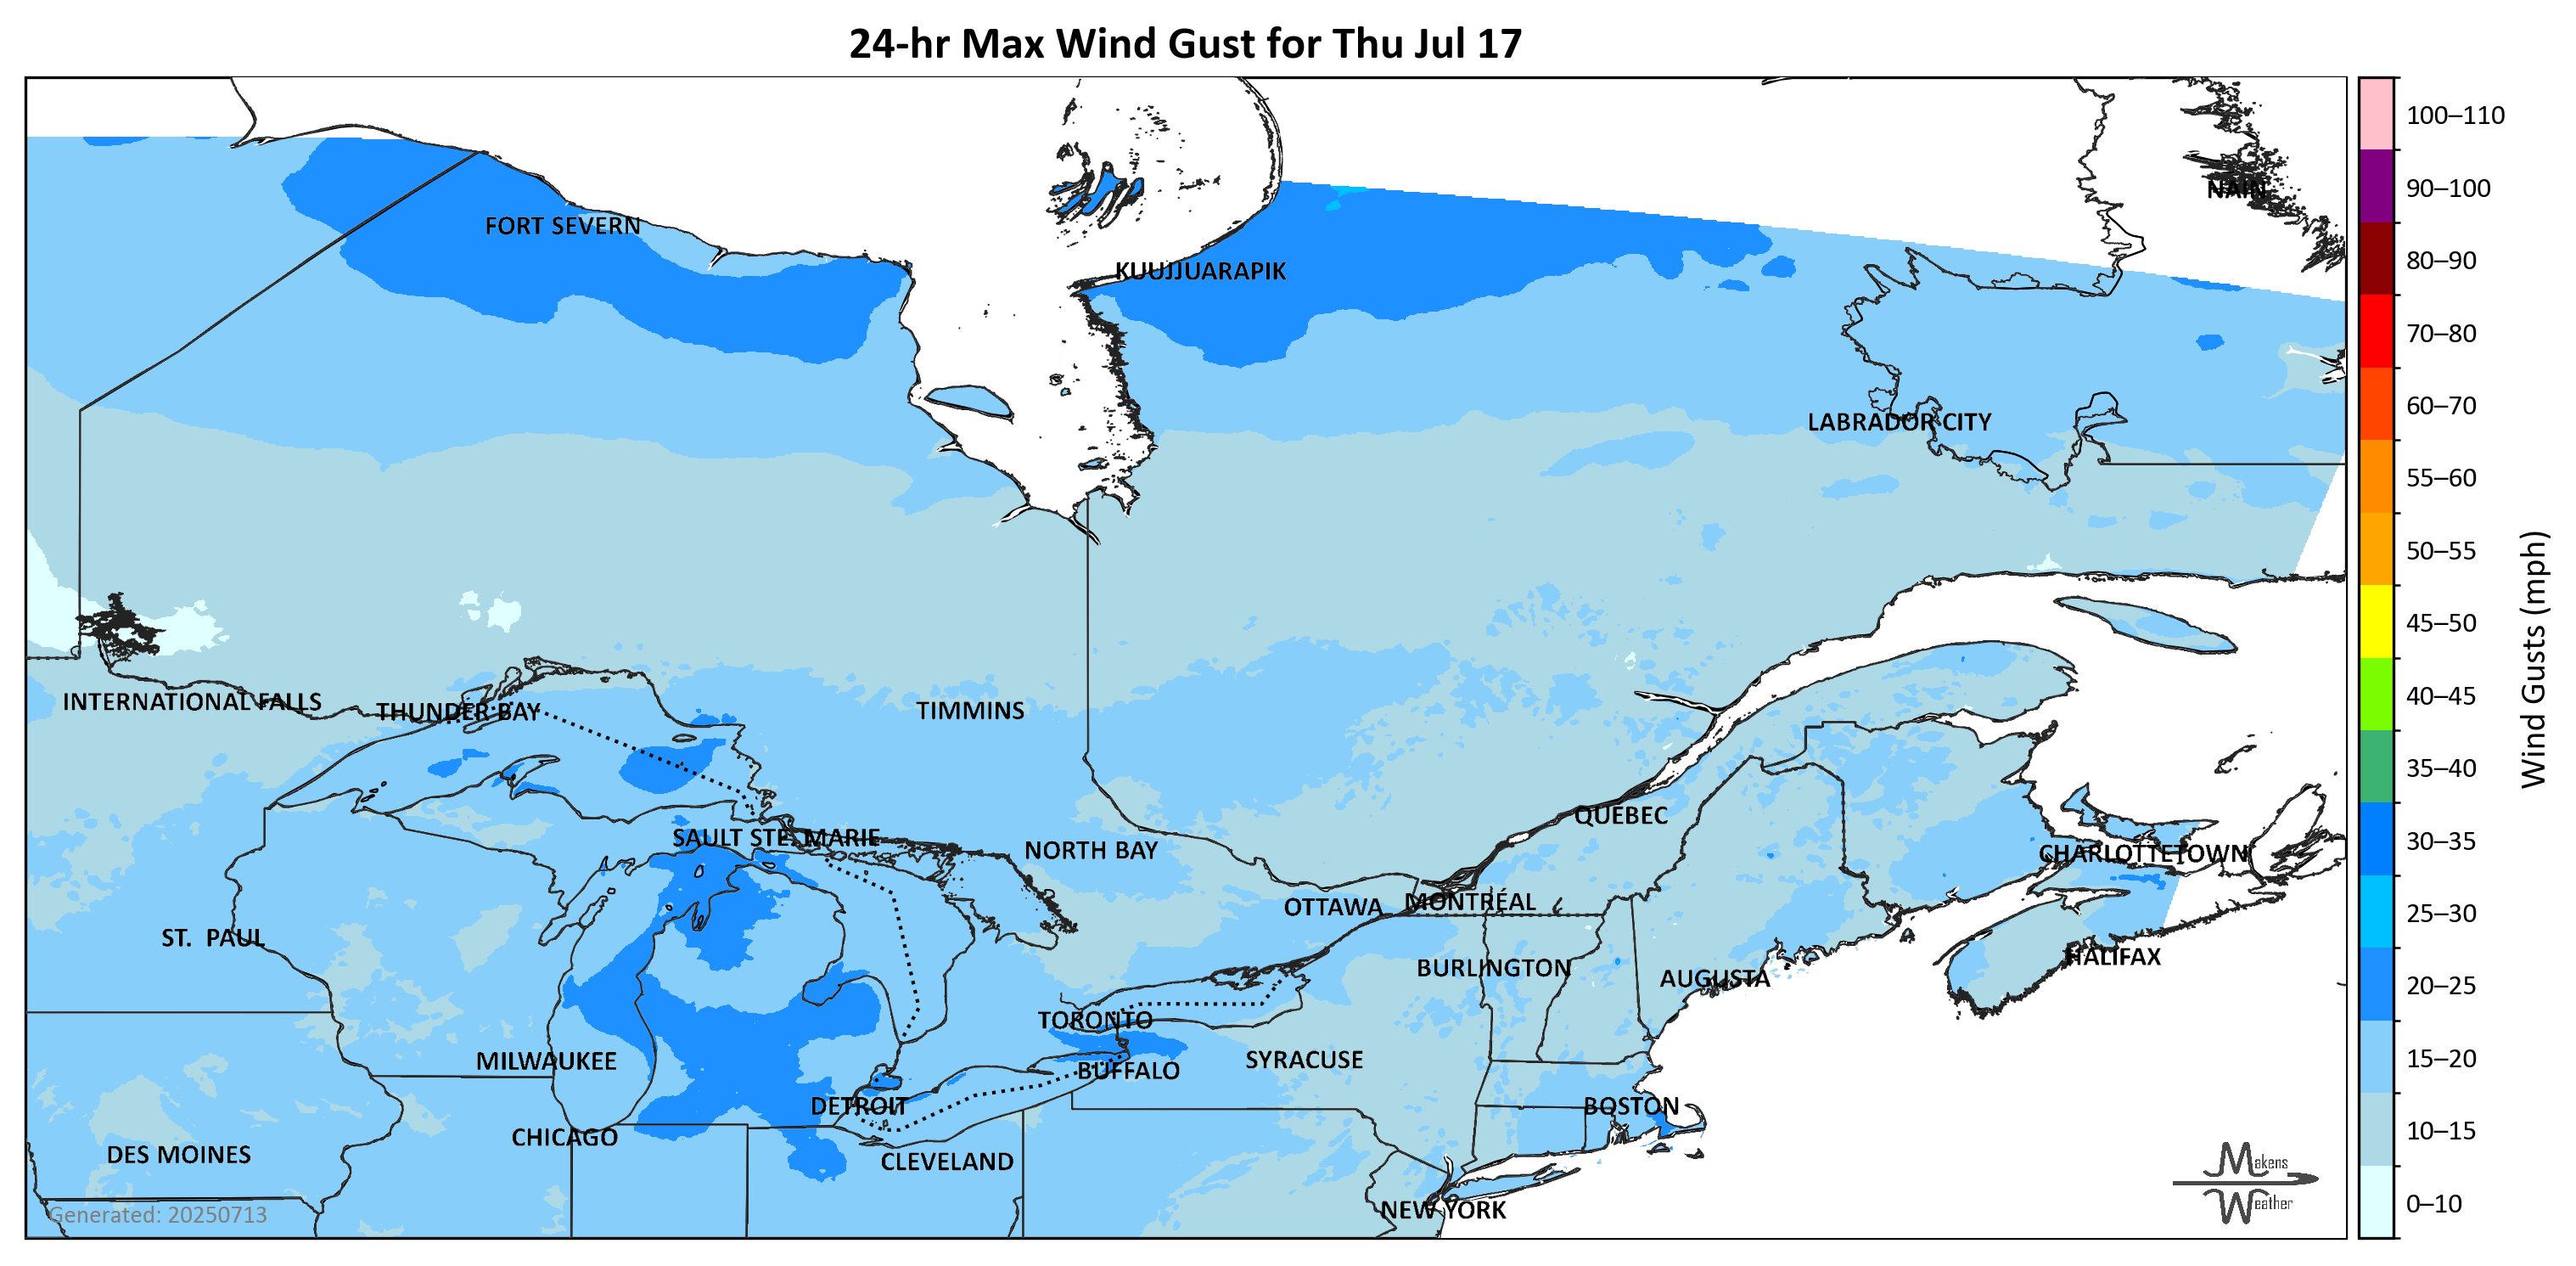 24-hr Max Wind Gust for Thu Jul 17
100–110
90–100
80–90
70–80
60–70
55–60
50–55
45–50
40–45
35–40
30–35
25–30
20–25
15–20
10–15
0–10
Wind Gusts (mph)
NAIN
FORT SEVERN
KUUJJUARAPIK
LABRADOR CITY
INTERNATIONAL FALLS
THUNDER BAY
TIMMINS
QUEBEC
SAULT STE. MARIE
NORTH BAY
CHARLOTTETOWN
OTTAWA
MONTRÉAL
ST. PAUL
HALIFAX
BURLINGTON
AUGUSTA
TORONTO
MILWAUKEE
SYRACUSE
BUFFALO
DETROIT
BOSTON
CHICAGO
DES MOINES
CLEVELAND
NEW YORK
Makens
Weather
Generated: 20250713